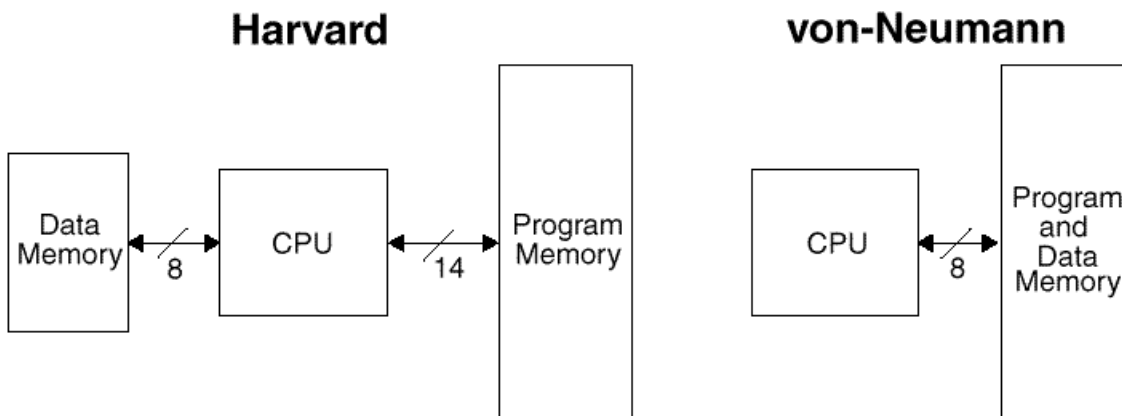 Harvard
von-Neumann
Data
Memory
8
CPU
14
Program
Memory
CPU
8
Program
and
Data
Memory